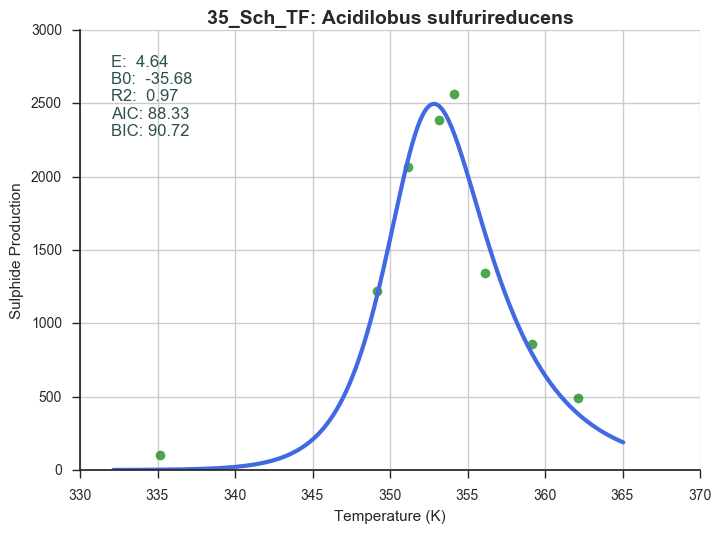 35_Sch_TF: Acidilobus sulfurireducens
E:  4.64
B0:  -35.68
R2:  0.97
AIC: 88.33
BIC: 90.72
3000
2500
2000
1500
1000
500
0
Sulphide Production
330 335 340 345 350 355 360 365 370
Temperature (K)